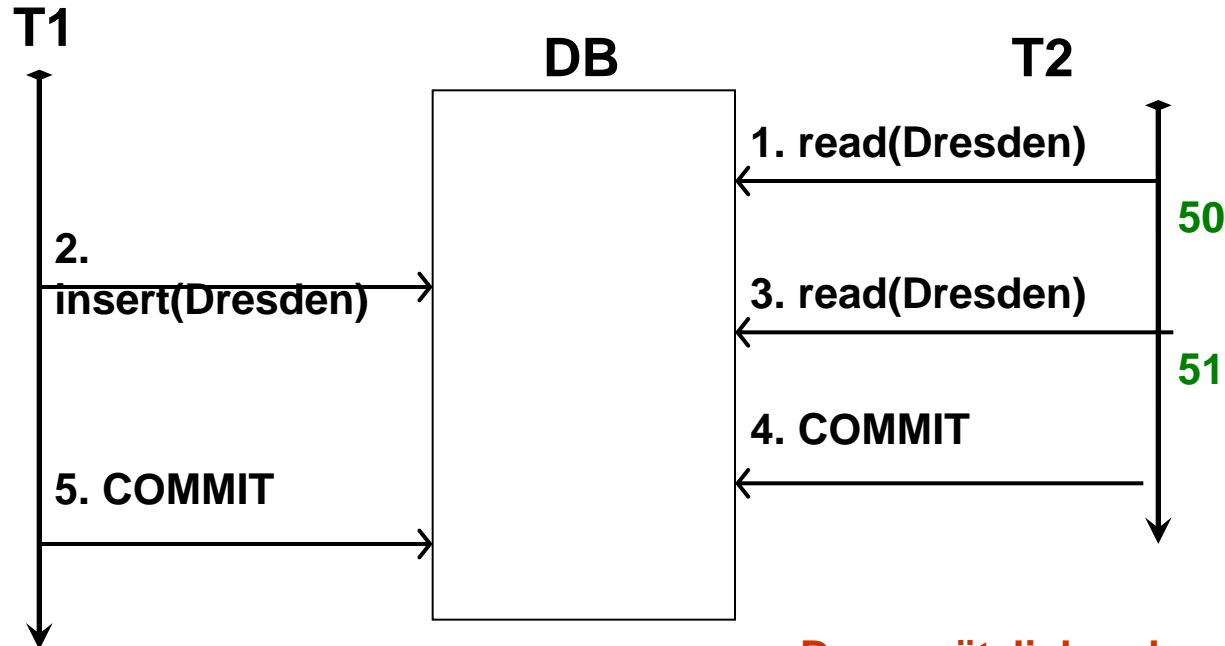 T1
DB
T2
1. read(Dresden)
50
2.
insert(Dresden)
3. read(Dresden)
51
4. COMMIT
5. COMMIT